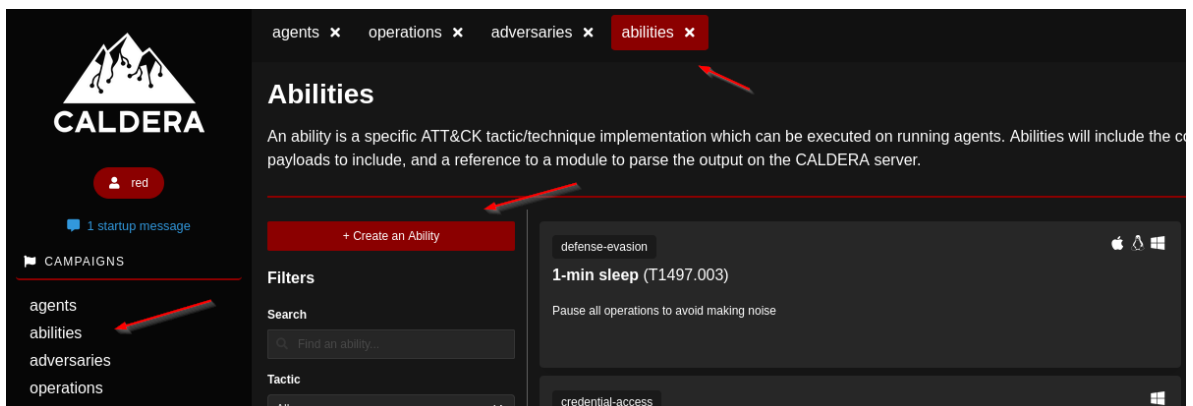 agents × operations × adversaries × abilities ×
CALDERA
red
1 startup message
CAMPAIGNS
agents
abilities
adversaries
operations
Abilities
An ability is a specific ATT&CK tactic/technique implementation which can be executed on running agents. Abilities will include the
payloads to include, and a reference to a module to parse the output on the CALDERA server.
+ Create an Ability
Filters
Search
Find an ability...
Tactic
defense-evasion
1-min sleep (T1497.003)
Pause all operations to avoid making noise
credential-access